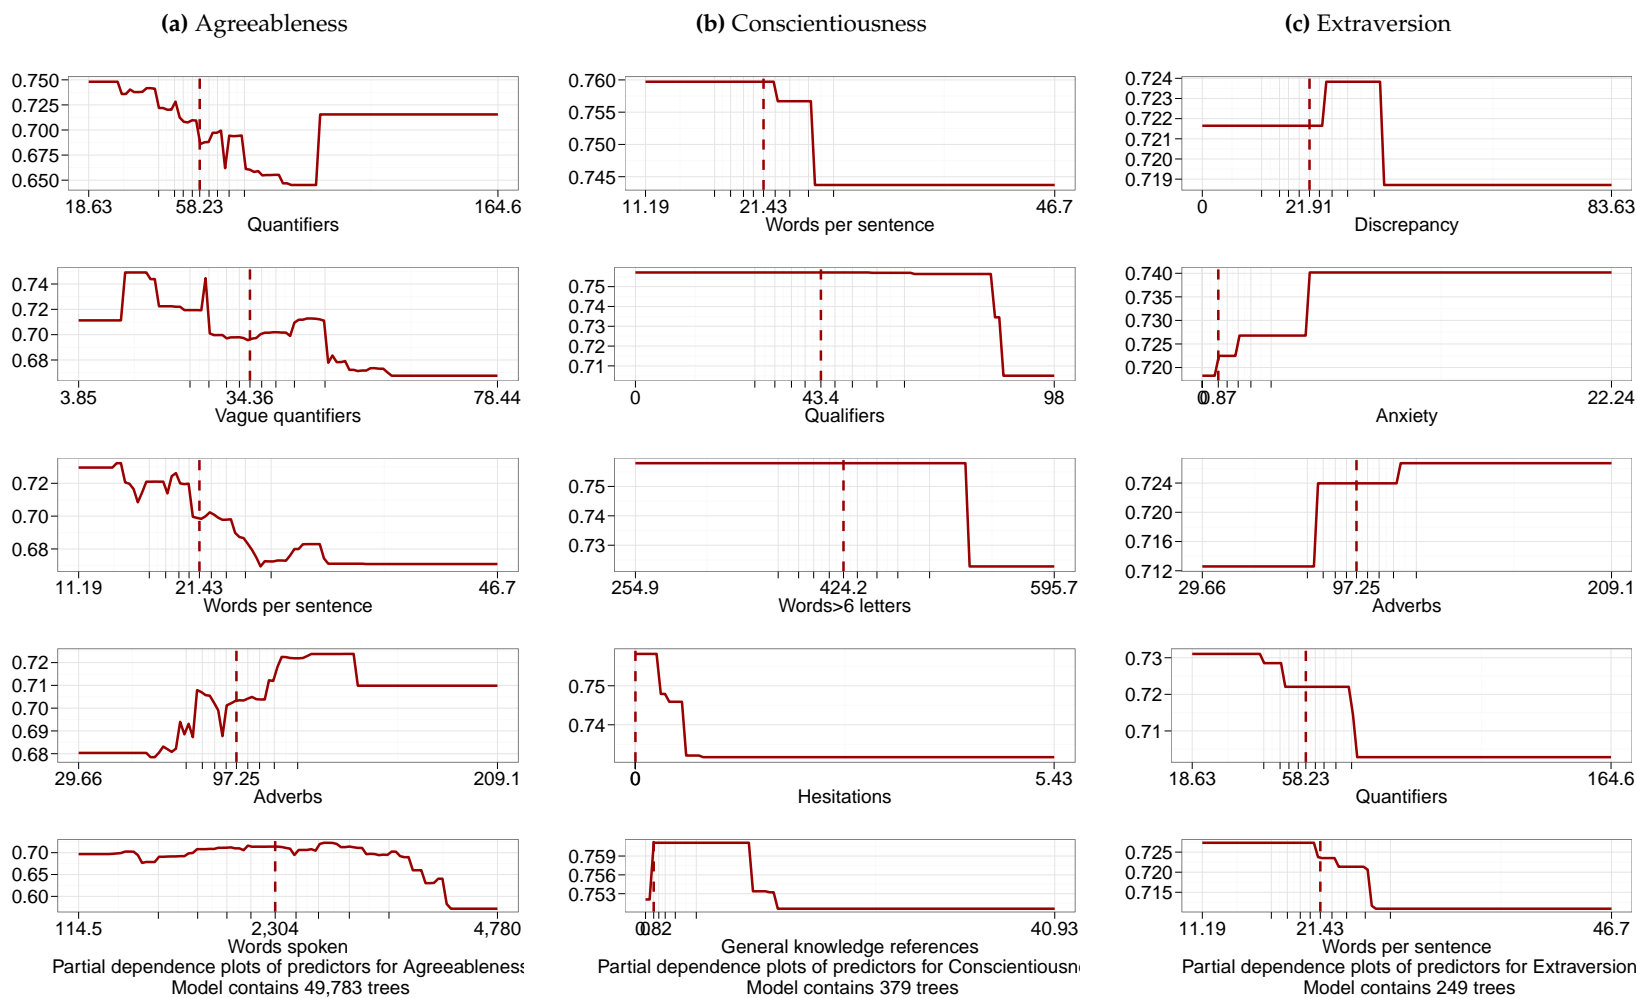 (a) Agreeableness
(b) Conscientiousness
(c) Extraversion
0.750
0.725
0.700
0.675
0.650
18.63 58.23 164.6
Quantifiers
0.74
0.72
0.70
0.68
3.85 34.36 78.44
Vague quantifiers
0.72
0.70
0.68
11.19 21.43 46.7
Words per sentence
0.72
0.71
0.70
0.69
0.68
29.66 97.25 209.1
Adverbs
0.70
0.65
0.60
114.5 2,304 4,780
Words spoken
Partial dependence plots of predictors for Agreeableness
Model contains 49,783 trees
0.760
0.755
0.750
0.745
11.19 21.43 46.7
Words per sentence
0.75
0.74
0.73
0.72
0.71
0 43.4 98
Qualifiers
0.75
0.74
0.73
254.9 424.2 595.7
Words>6 letters
0.75
0.74
0 0 5.43
Hesitations
0.759
0.756
0.753
0 0.82 40.93
General knowledge references
Partial dependence plots of predictors for Conscientiousn
Model contains 379 trees
0.724
0.723
0.722
0.721
0.720
0.719
0 21.91 83.63
Discrepancy
0.740
0.735
0.730
0.725
0.720
0 0.87 22.24
Anxiety
0.724
0.720
0.716
0.712
29.66 97.25 209.1
Adverbs
0.73
0.72
0.71
18.63 58.23 164.6
Quantifiers
0.725
0.720
0.715
11.19 21.43 46.7
Words per sentence
Partial dependence plots of predictors for Extraversion
Model contains 249 trees